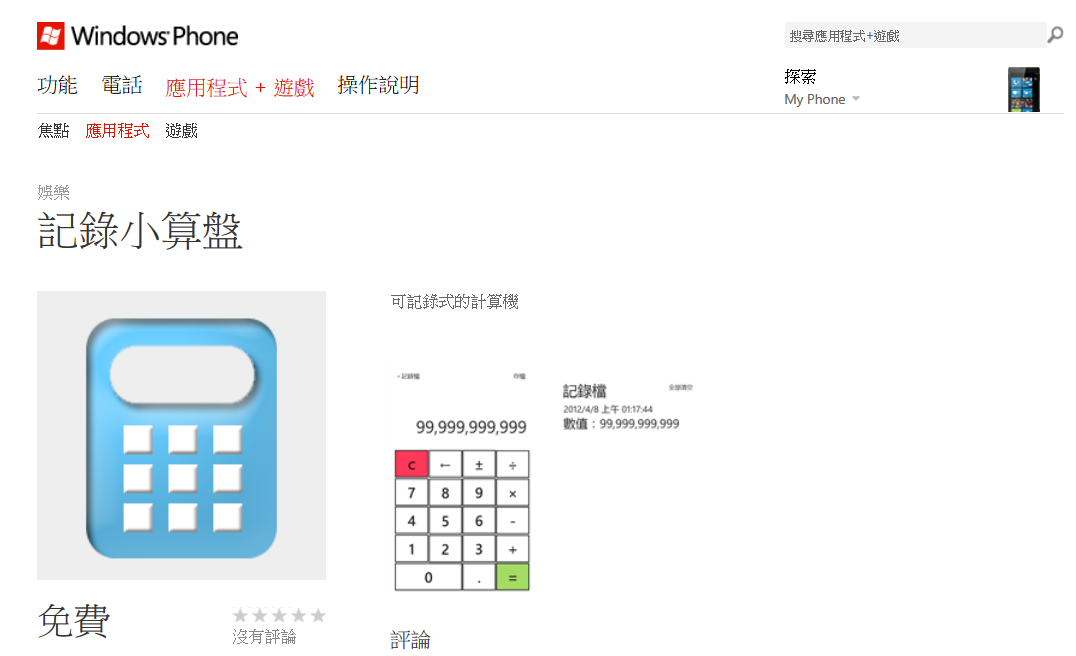 Windows Phone
搜尋應用程式+遊戲
功能 電話 應用程式 + 遊戲 操作說明
探索
My Phone
焦點 應用程式 遊戲
娛樂
記錄小算盤
可記錄式的計算機
<記錄檔 存檔
99,999,999,999
C ← ± ÷
7 8 9 ×
4 5 6 -
1 2 3 +
0 . =
記錄檔 全部清空
2012/4/8 上午 01:17:44
數值：99,999,999,999
免費
沒有評論
評論